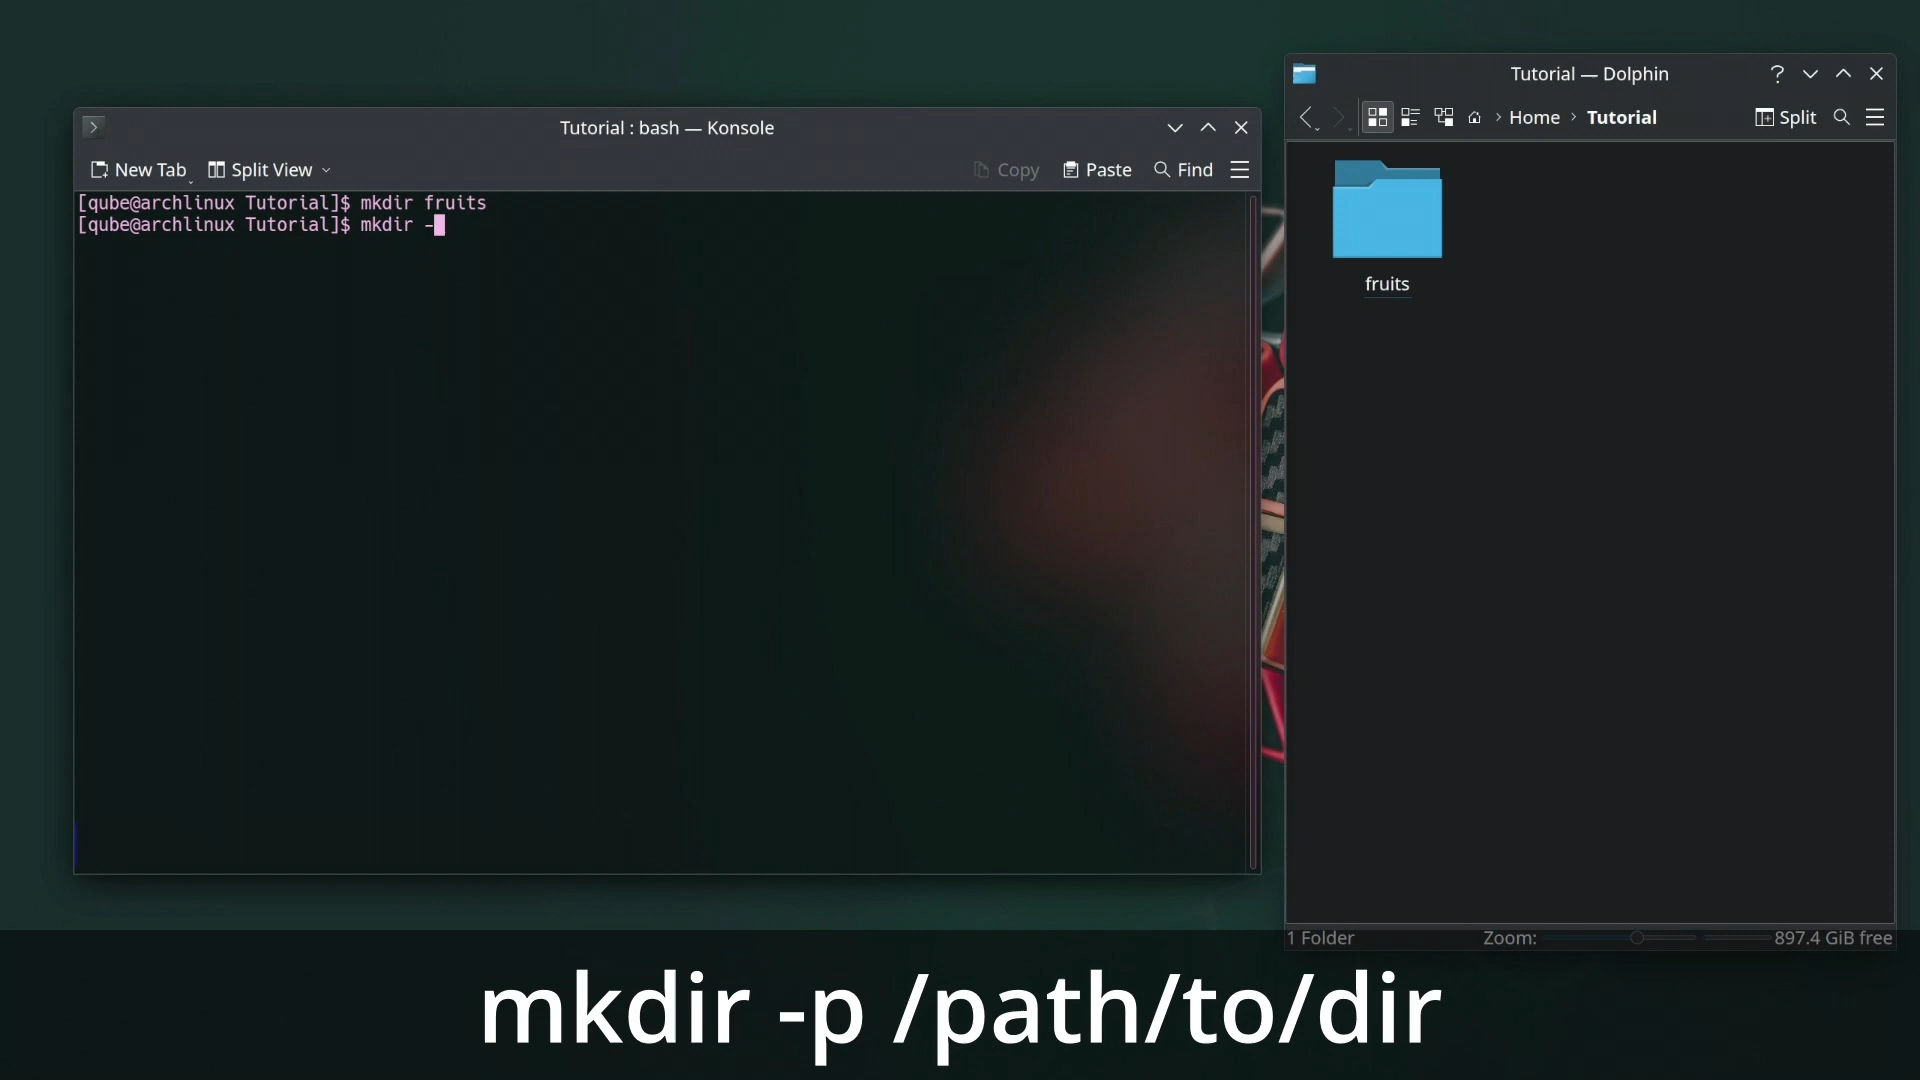 Tutorial : bash — Konsole
New Tab Split View Copy Paste Find
[qube@archlinux Tutorial]$ mkdir fruits
[qube@archlinux Tutorial]$ mkdir -
Tutorial — Dolphin
Home Tutorial Split
fruits
1 Folder Zoom: 897.4 GiB free
mkdir -p /path/to/dir